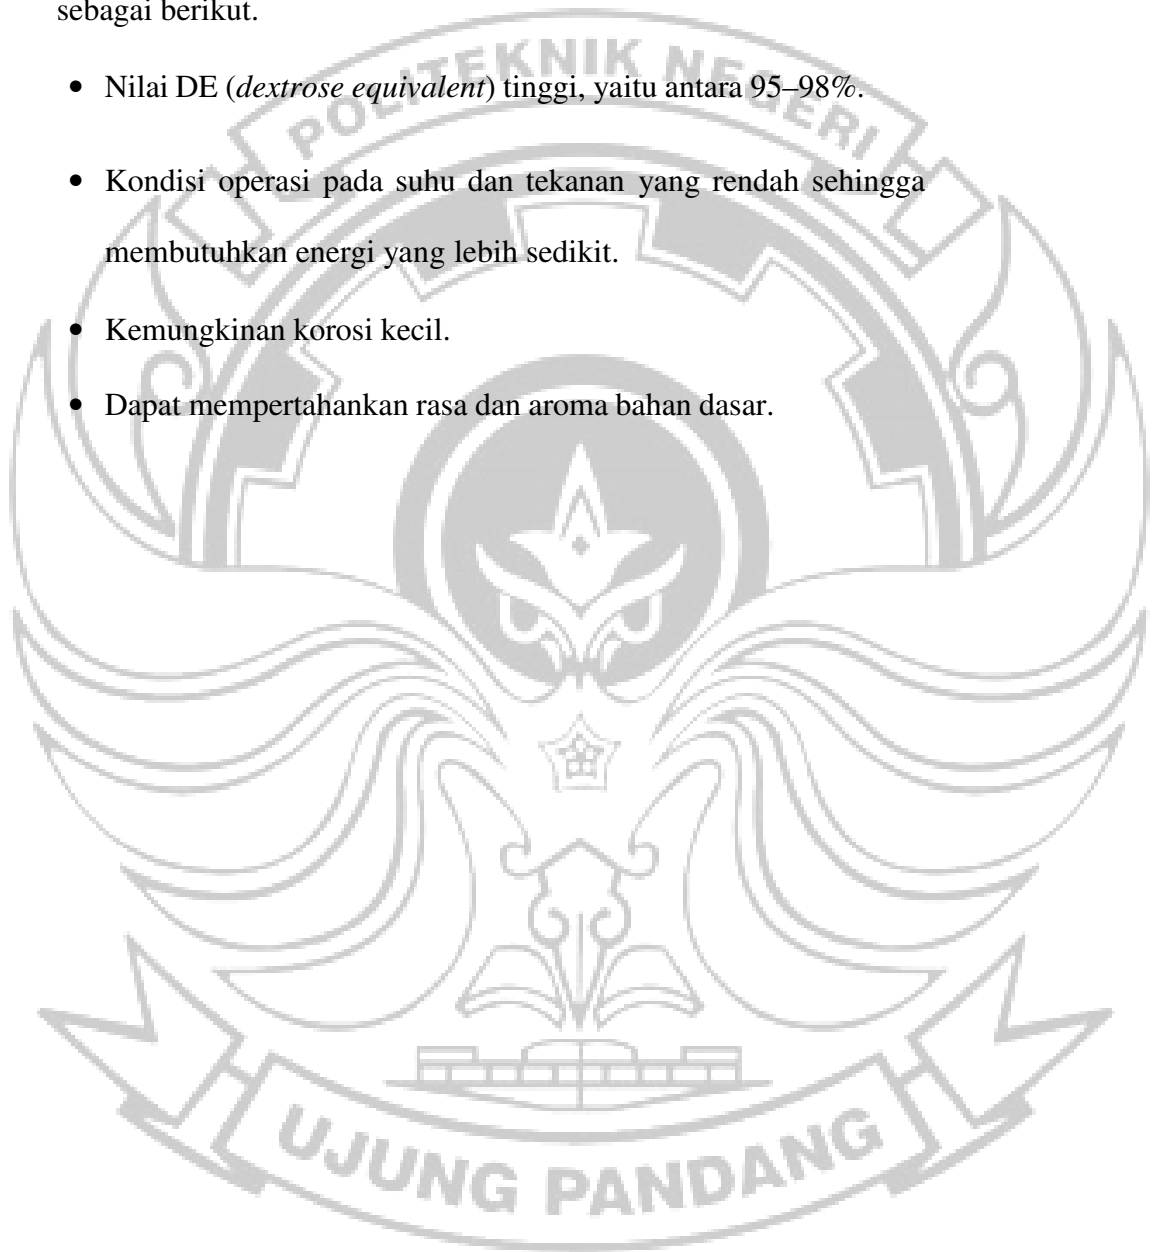 sebagai berikut.
• Nilai DE (dextrose equivalent) tinggi, yaitu antara 95–98%.
• Kondisi operasi pada suhu dan tekanan yang rendah sehingga
membutuhkan energi yang lebih sedikit.
• Kemungkinan korosi kecil.
• Dapat mempertahankan rasa dan aroma bahan dasar.
POLITEKNIK NEGERI
UJUNG PANDANG